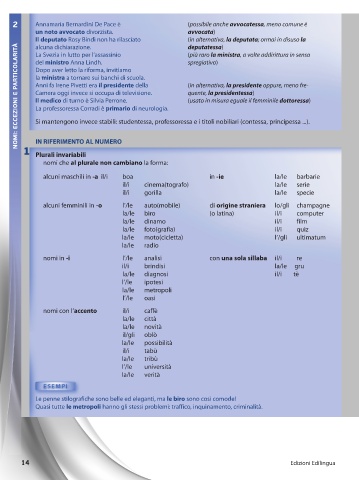 2
NOMI: ECCEZIONI E PARTICOLARITÀ
Annamaria Bernardini De Pace è (possibile anche avvocatessa, meno comune è
un noto avvocato divorzista. avvocata)
Il deputato Rosy Bindi non ha rilasciato (in alternativa, la deputata; ormai in disuso la
alcuna dichiarazione. deputatessa)
La Svezia in lutto per l'assassinio (più raro la ministra, a volte addirittura in senso
del ministro Anna Lindh. spregiativo)
Dopo aver letto la riforma, invitiamo
la ministra a tornare sui banchi di scuola.
Anni fa Irene Pivetti era il presidente della (in alternativa, la presidente oppure, meno fre-
Camera oggi invece si occupa di televisione. quente, la presidentessa)
Il medico di turno è Silvia Perrone. (usato in misura eguale il femminile dottoressa)
La professoressa Corradi è primario di neurologia.
Si mantengono invece stabili: studentessa, professoressa e i titoli nobiliari (contessa, principessa ...).
IN RIFERIMENTO AL NUMERO
1 Plurali invariabili
nomi che al plurale non cambiano la forma:
alcuni maschili in -a il/i boa in -ie la/le barbarie
il/i cinema(tografo) la/le serie
il/i gorilla la/le specie
alcuni femminili in -o l'/le auto(mobile) di origine straniera lo/gli champagne
la/le biro (o latina) il/i computer
la/le dinamo il/i film
la/le foto(grafia) il/i quiz
la/le moto(cicletta) l'/gli ultimatum
la/le radio
nomi in -i l'/le analisi con una sola sillaba il/i re
il/i brindisi la/le gru
la/le diagnosi il/i tè
l'/le ipotesi
la/le metropoli
l'/le oasi
nomi con l'accento il/i caffè
la/le città
la/le novità
il/gli oblò
la/le possibilità
il/i tabù
la/le tribù
l'/le università
la/le verità
ESEMPI
Le penne stilografiche sono belle ed eleganti, ma le biro sono così comode!
Quasi tutte le metropoli hanno gli stessi problemi: traffico, inquinamento, criminalità.
14 Edizioni Edilingua